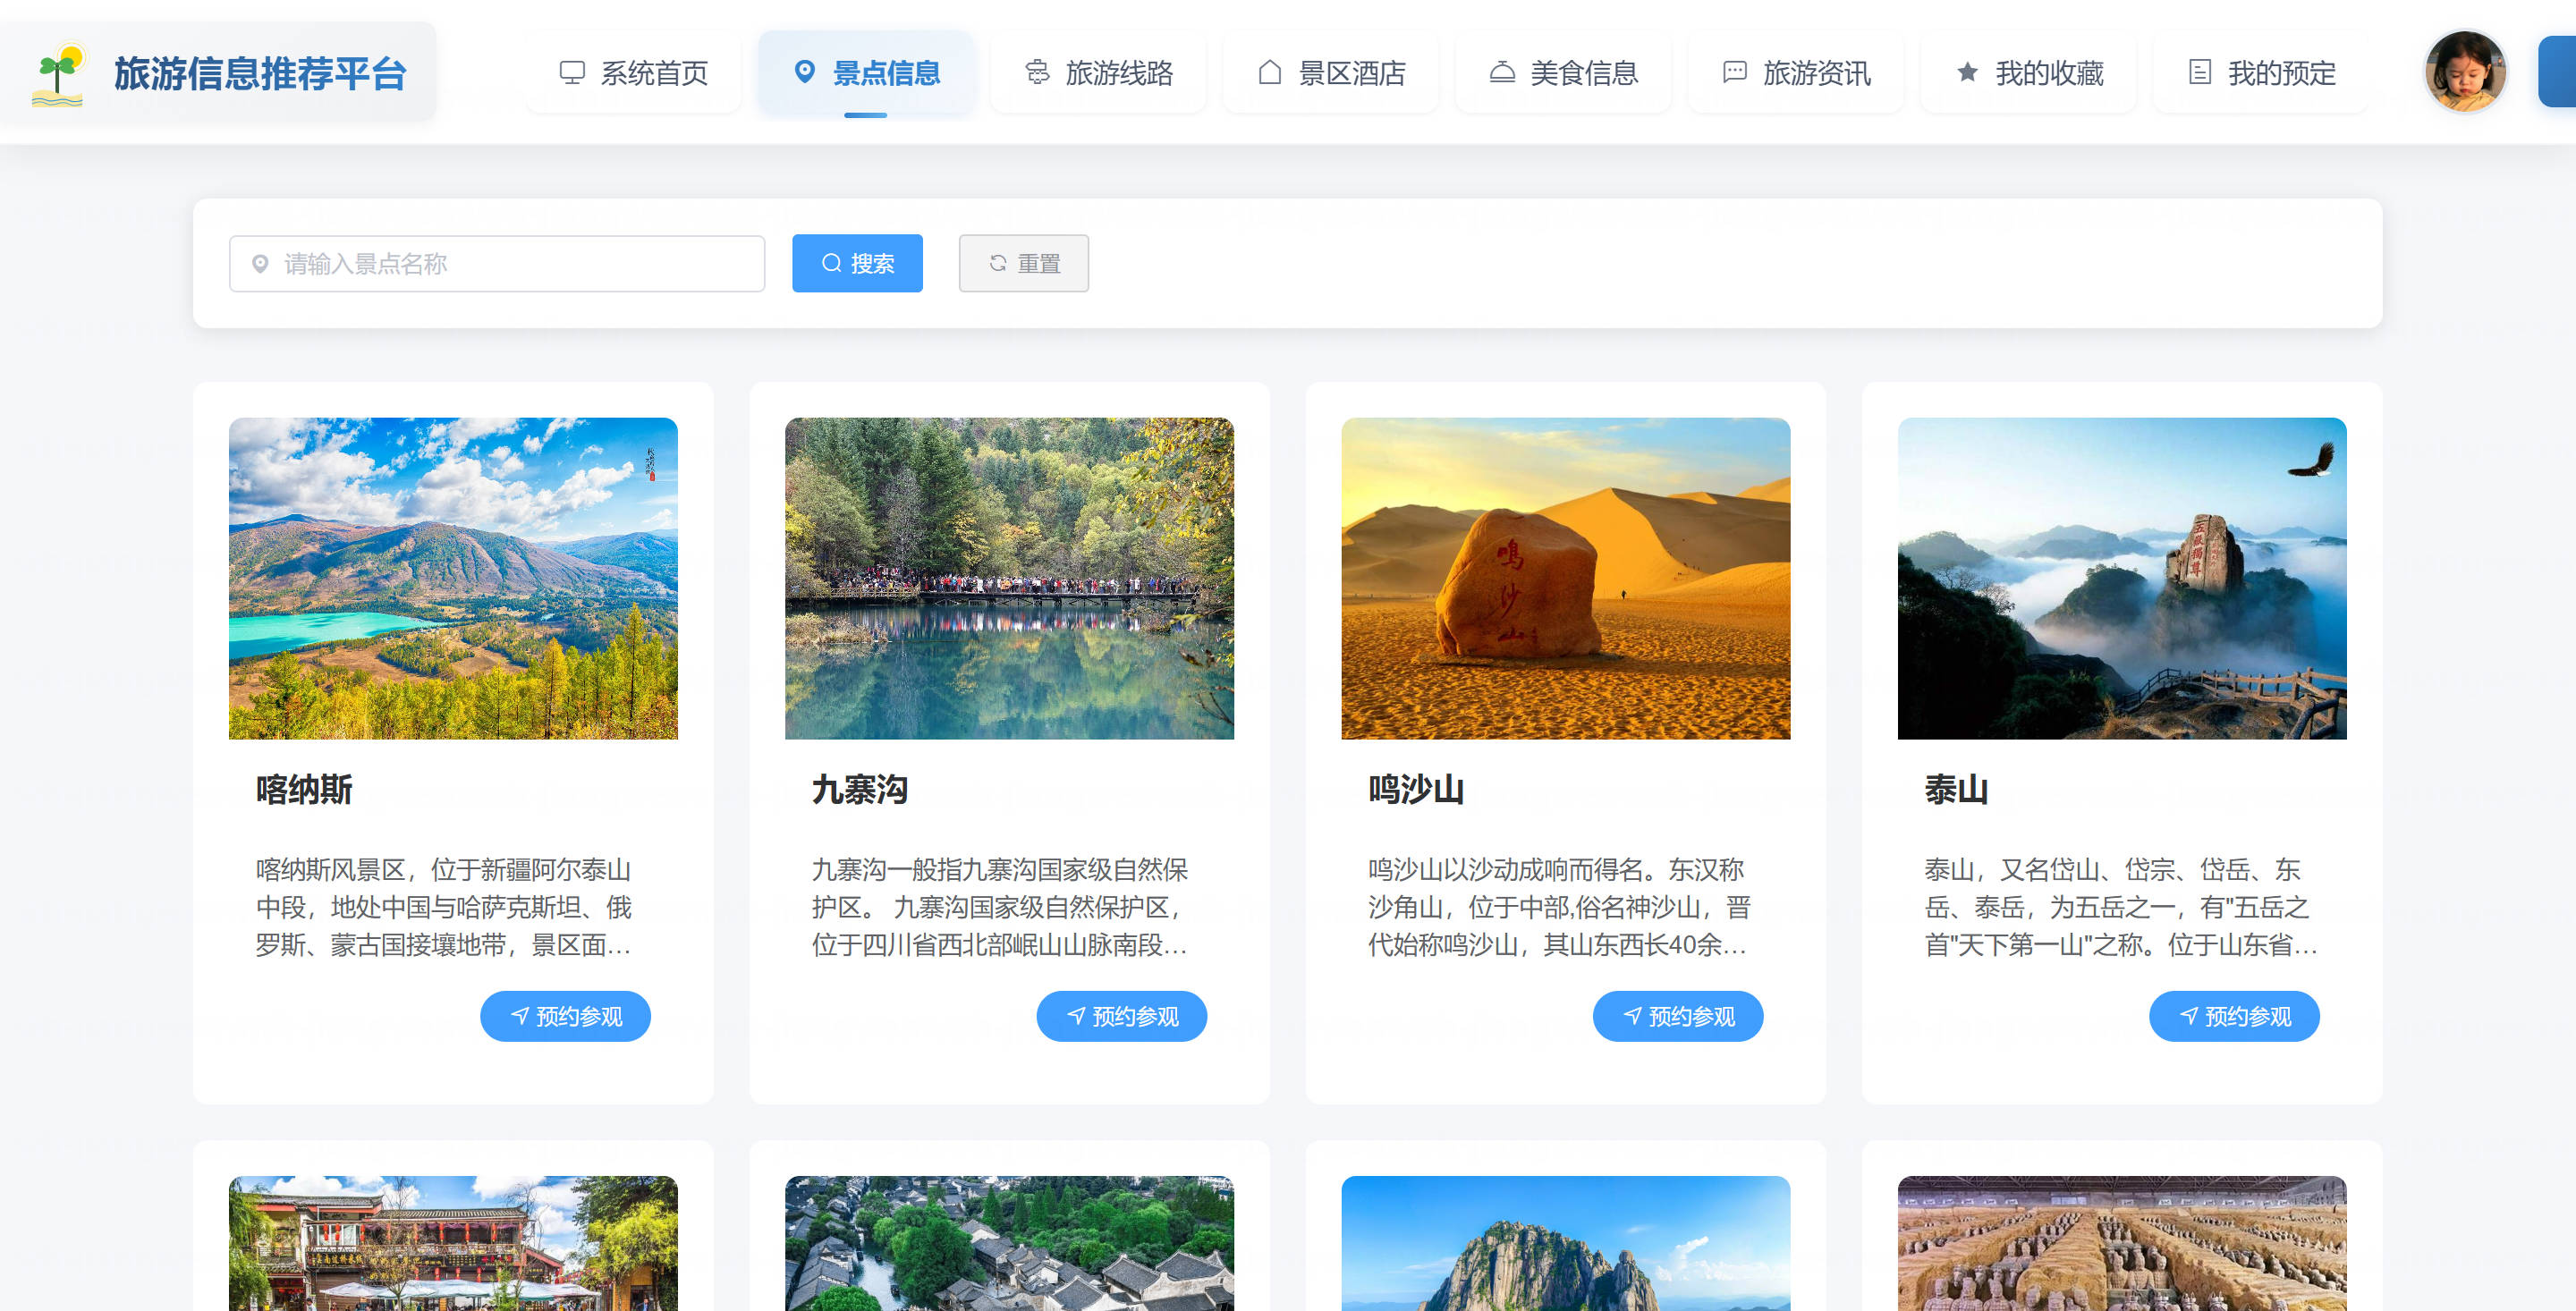 旅游信息推荐平台
系统首页
景点信息
旅游线路
景区酒店
美食信息
旅游资讯
我的收藏
我的预定
请输入景点名称
搜索
重置
鸣沙山
五岳独尊
喀纳斯
九寨沟
鸣沙山
泰山
喀纳斯风景区，位于新疆阿尔泰山
中段，地处中国与哈萨克斯坦、俄
罗斯、蒙古国接壤地带，景区面...
九寨沟一般指九寨沟国家级自然保
护区。 九寨沟国家级自然保护区，
位于四川省西北部岷山山脉南段...
鸣沙山以沙动成响而得名。东汉称
沙角山，位于中部,俗名神沙山，晋
代始称鸣沙山，其山东西长40余...
泰山，又名岱山、岱宗、岱岳、东
岳、泰岳，为五岳之一，有"五岳之
首"天下第一山"之称。位于山东省...
预约参观
预约参观
预约参观
预约参观